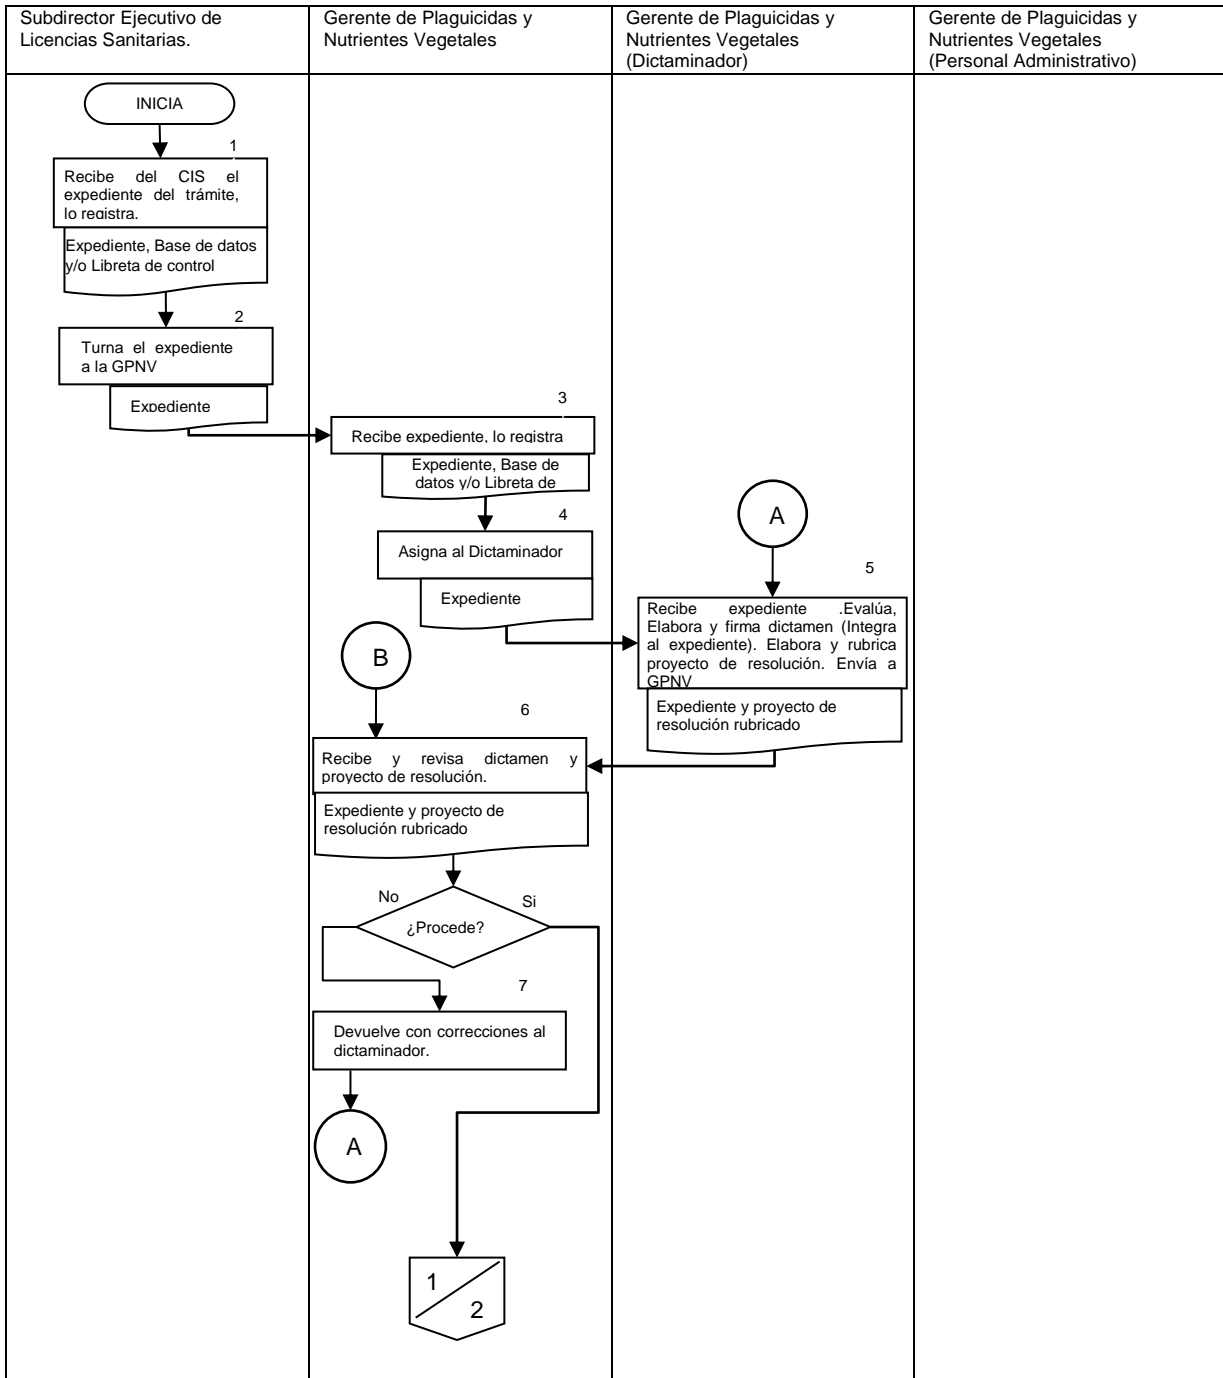 Subdirector Ejecutivo de
Licencias Sanitarias.
Gerente de Plaguicidas y
Nutrientes Vegetales
Gerente de Plaguicidas y
Nutrientes Vegetales
(Dictaminador)
Gerente de Plaguicidas y
Nutrientes Vegetales
(Personal Administrativo)
INICIA
1
Recibe del CIS el
expediente del trámite,
lo registra.
Expediente, Base de datos
y/o Libreta de control
2
Turna el expediente
a la GPNV
Expediente
3
Recibe expediente, lo registra
Expediente, Base de
datos y/o Libreta de
4
Asigna al Dictaminador
Expediente
A
5
Recibe expediente .Evalúa,
Elabora y firma dictamen (Integra
al expediente). Elabora y rubrica
proyecto de resolución. Envía a
GPNV
Expediente y proyecto de
resolución rubricado
B
6
Recibe y revisa dictamen y
proyecto de resolución.
Expediente y proyecto de
resolución rubricado
No
Si
¿Procede?
7
Devuelve con correcciones al
dictaminador.
A
1
2